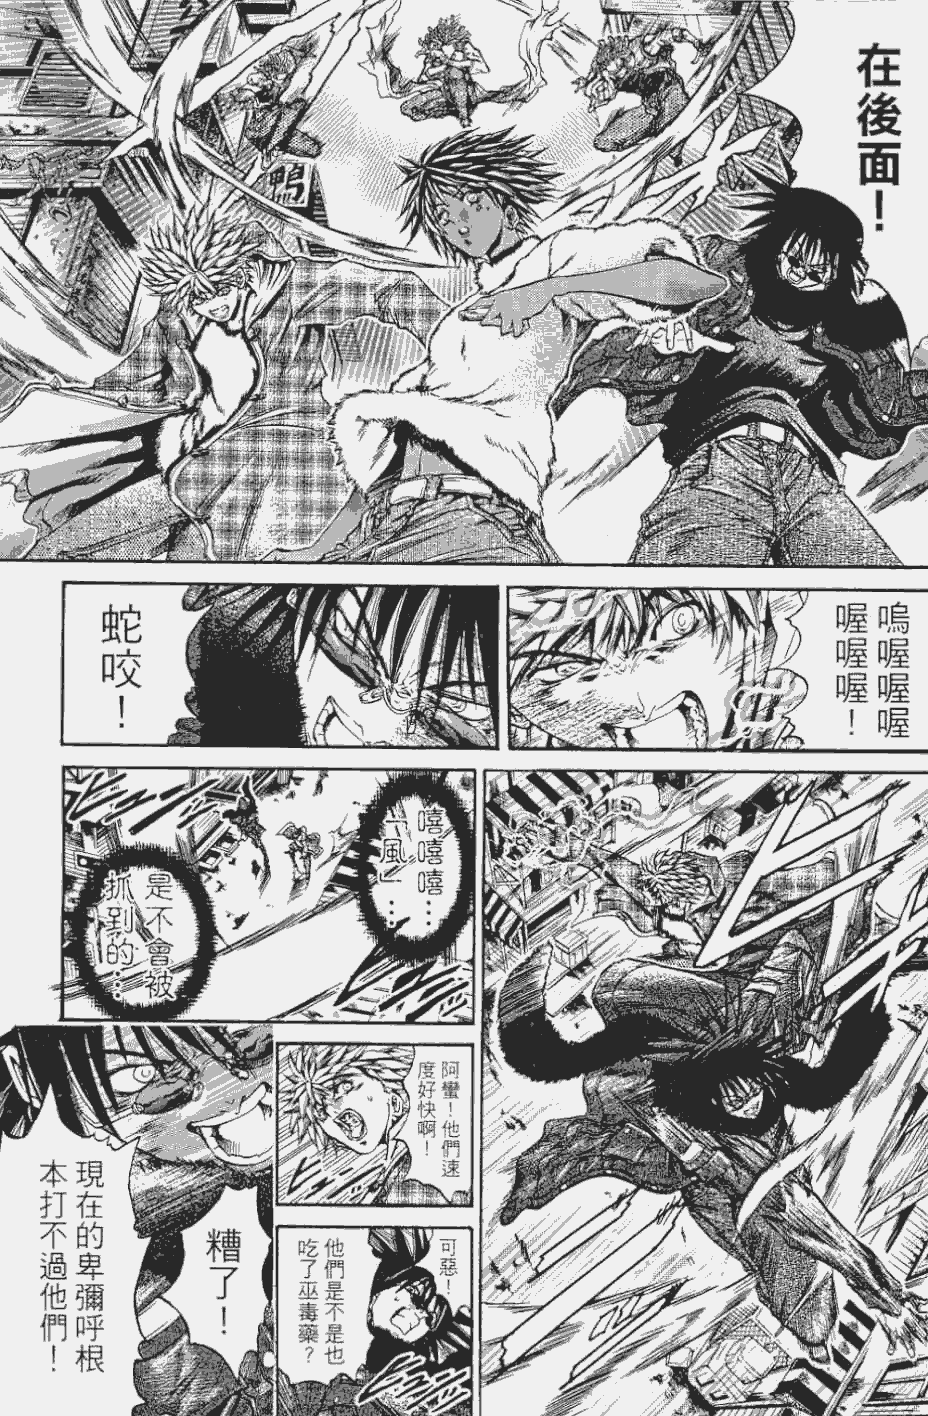 在後面！
鴨
嗚喔喔喔
喔喔喔！
蛇咬！
嘻嘻嘻…
「六風」…
是不會被
抓到的…
阿蠻！他們速
度好快啊！
可惡！
他們是不是也
吃了巫毒藥？
糟了！
現在的卑彌呼根
本打不過他們！